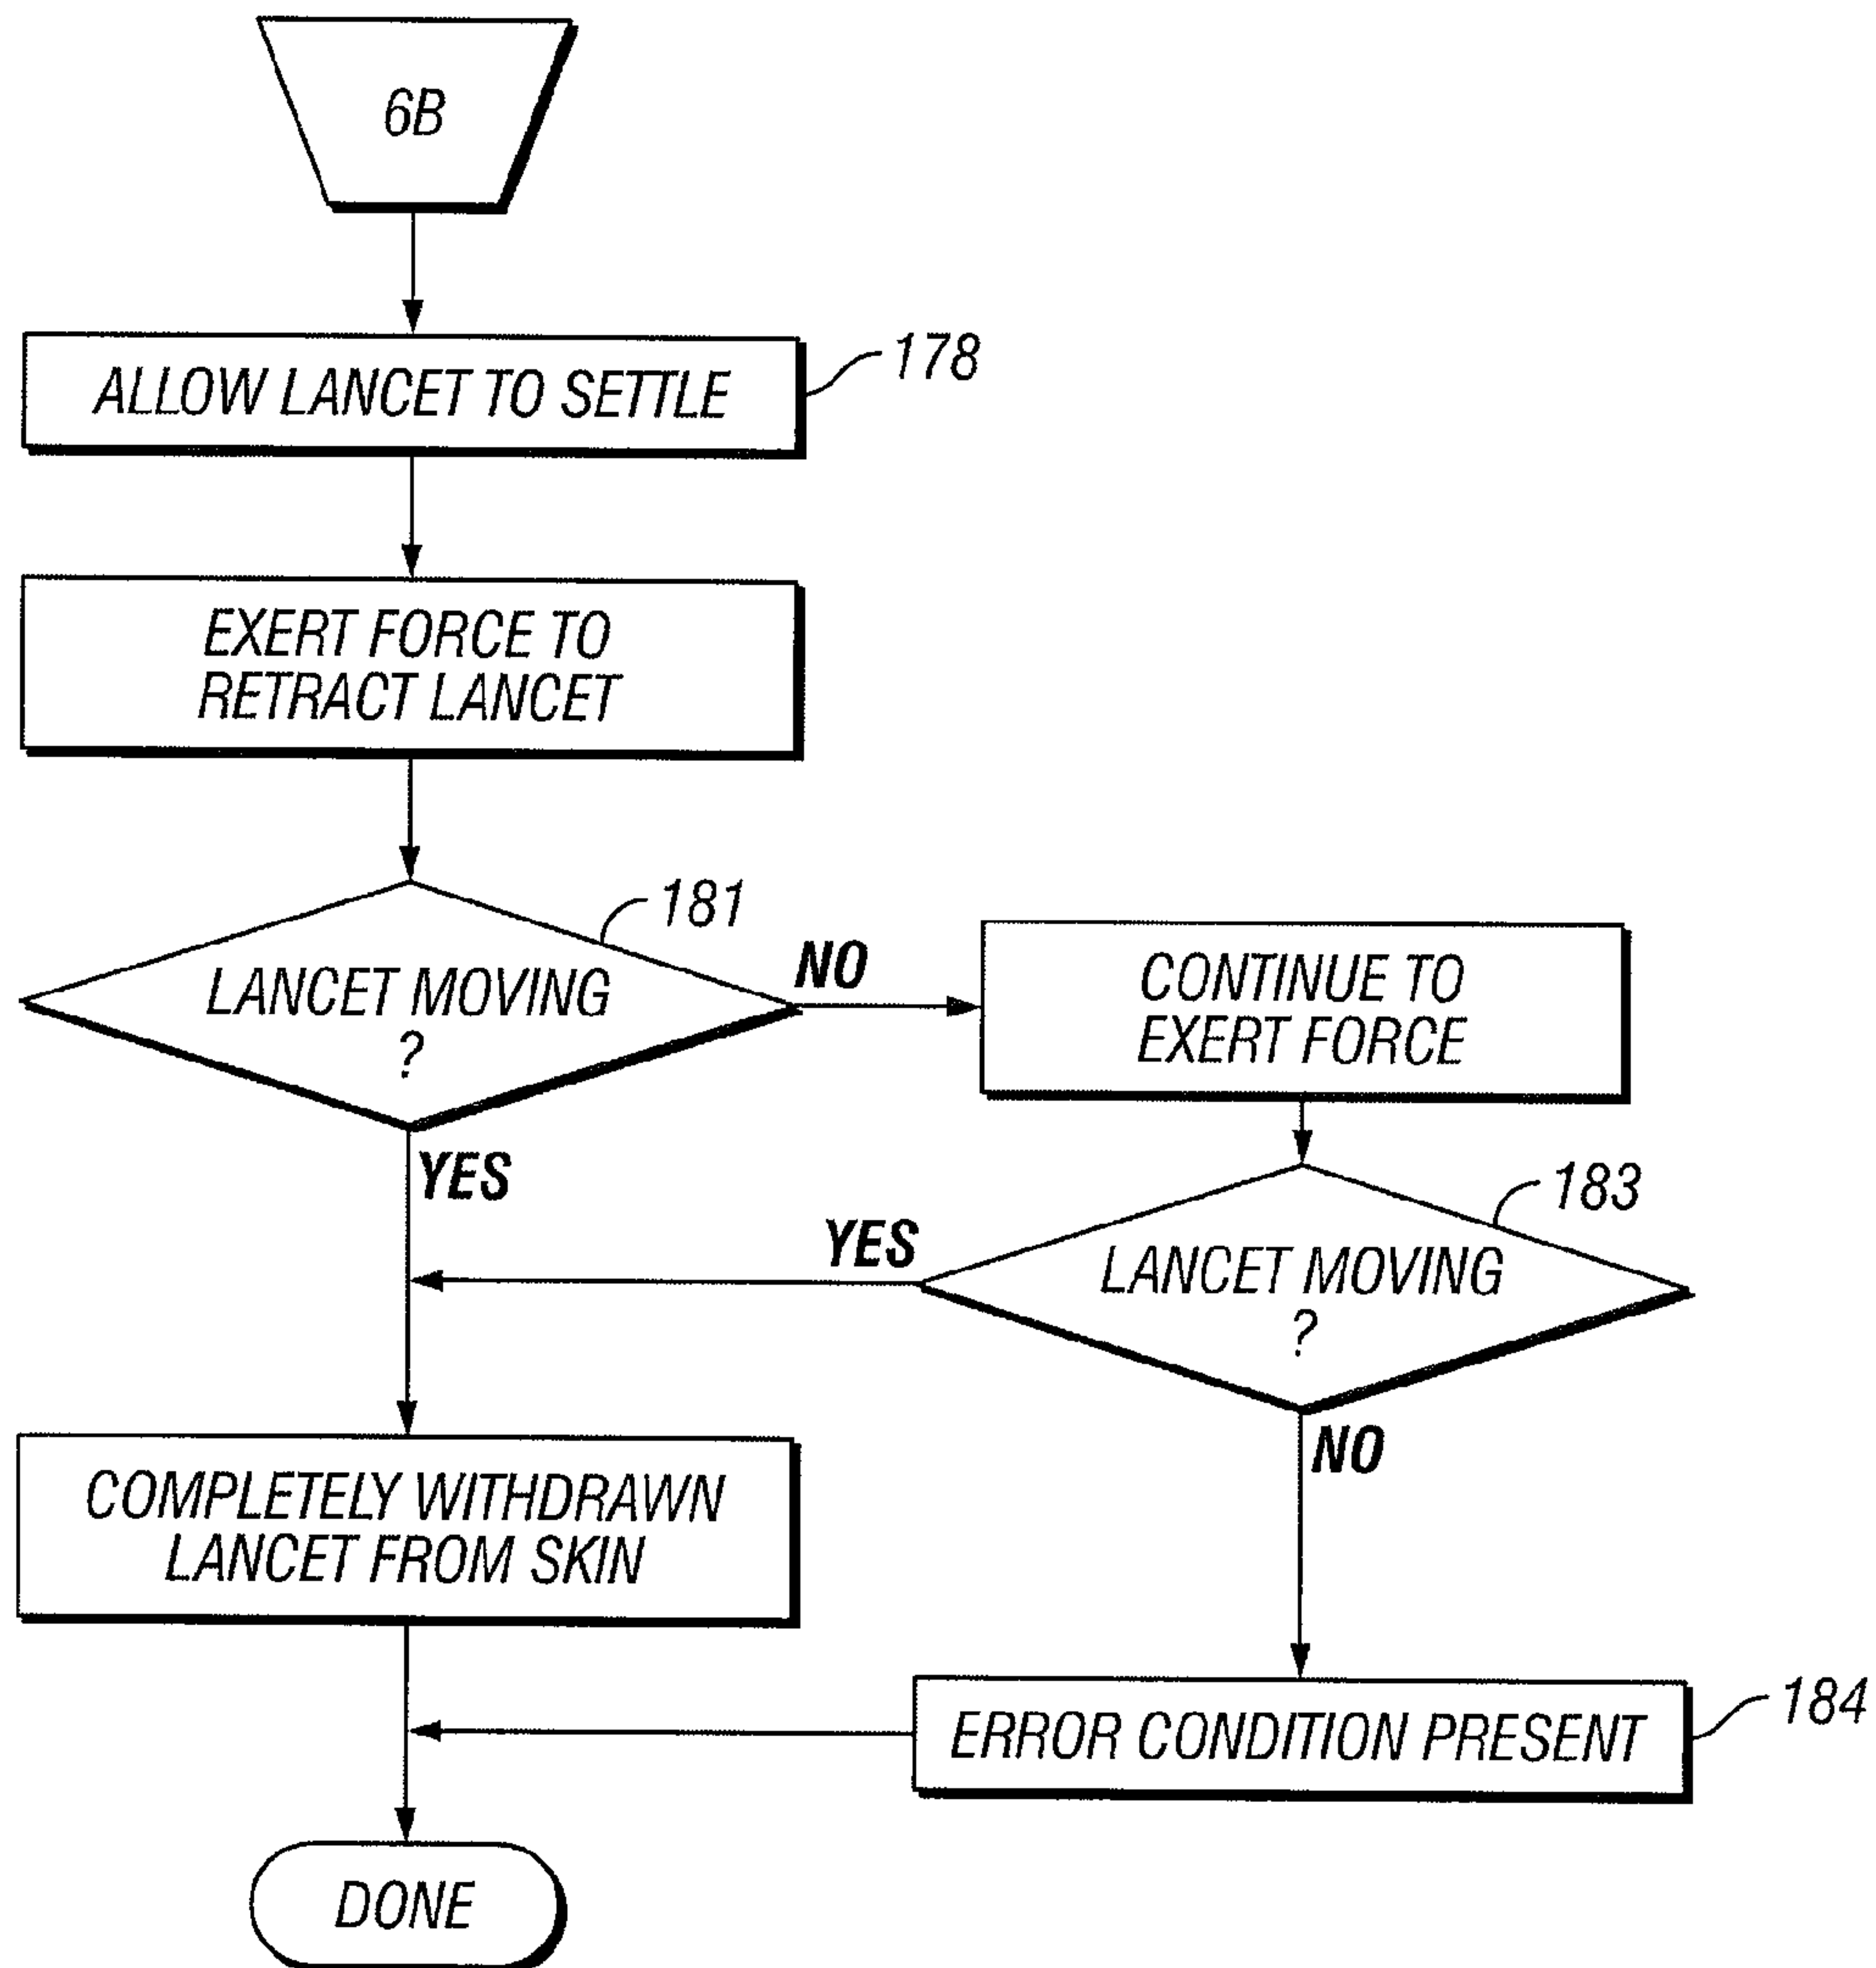 6B
ALLOW LANCET TO SETTLE
178
EXERT FORCE TO
RETRACT LANCET
181
LANCET MOVING
?
NO
CONTINUE TO
EXERT FORCE
YES
183
YES
LANCET MOVING
?
NO
COMPLETELY WITHDRAWN
LANCET FROM SKIN
184
ERROR CONDITION PRESENT
DONE